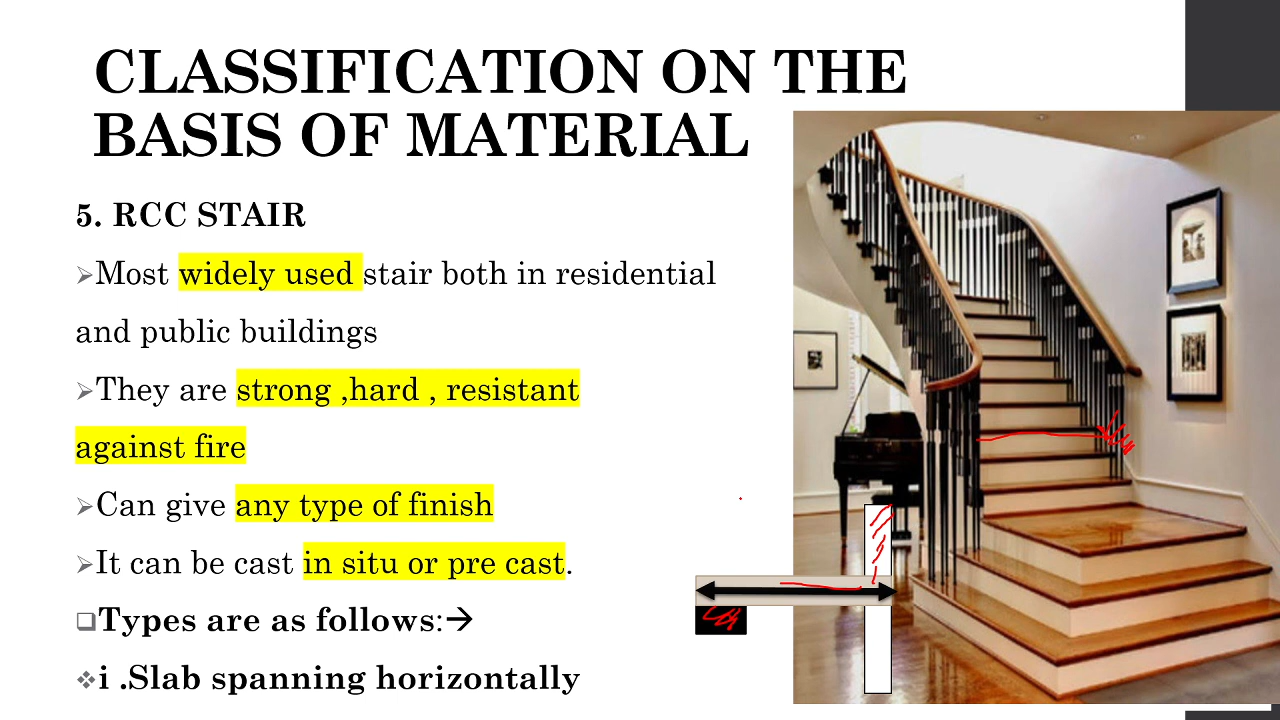 CLASSIFICATION ON THE
BASIS OF MATERIAL
5. RCC STAIR
➢Most widely used stair both in residential
and public buildings
➢They are strong ,hard , resistant
against fire
➢Can give any type of finish
➢It can be cast in situ or pre cast.
❑Types are as follows:→
❖i .Slab spanning horizontally